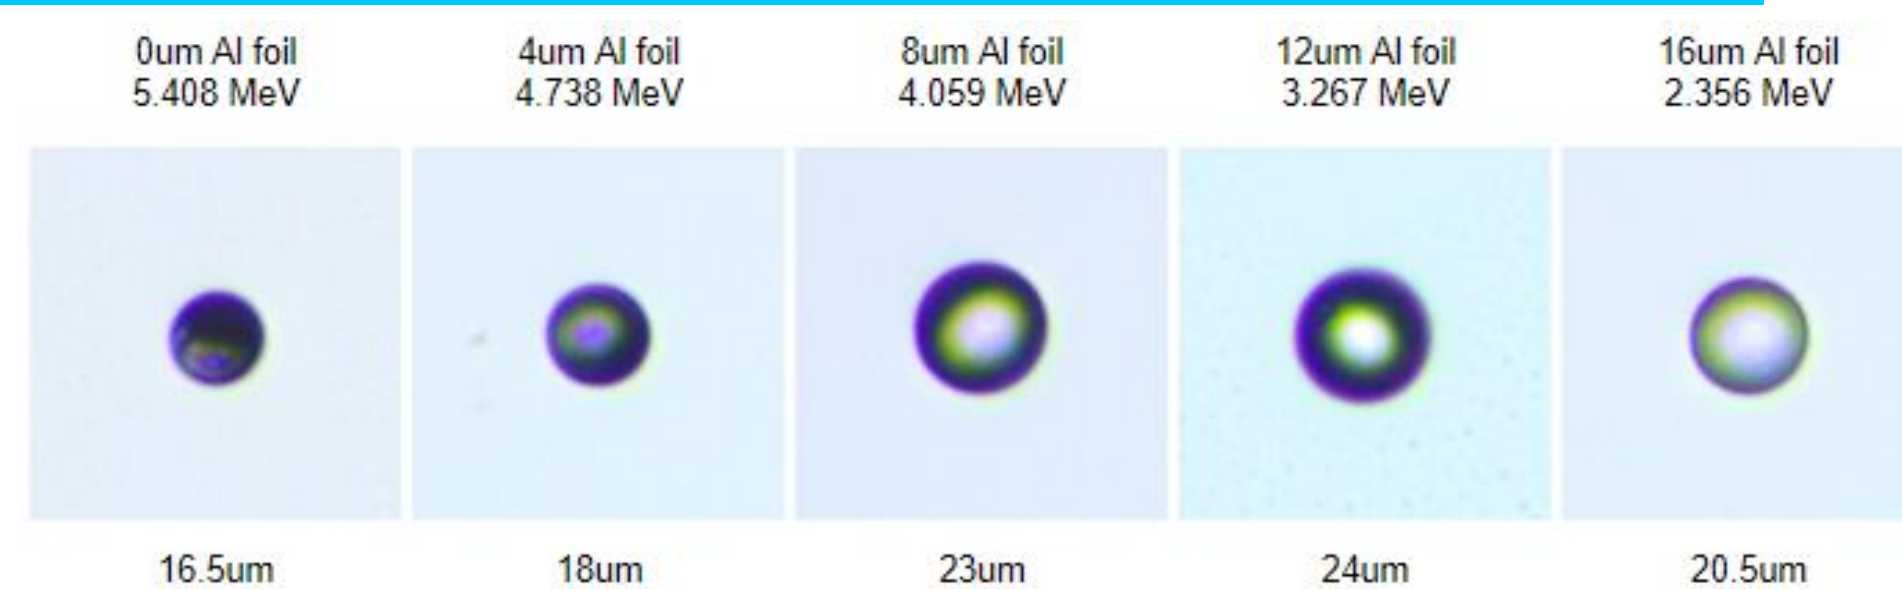 0um Al foil
5.408 MeV
4um Al foil
4.738 MeV
8um Al foil
4.059 MeV
12um Al foil
3.267 MeV
16um Al foil
2.356 MeV
16.5um
18um
23um
24um
20.5um